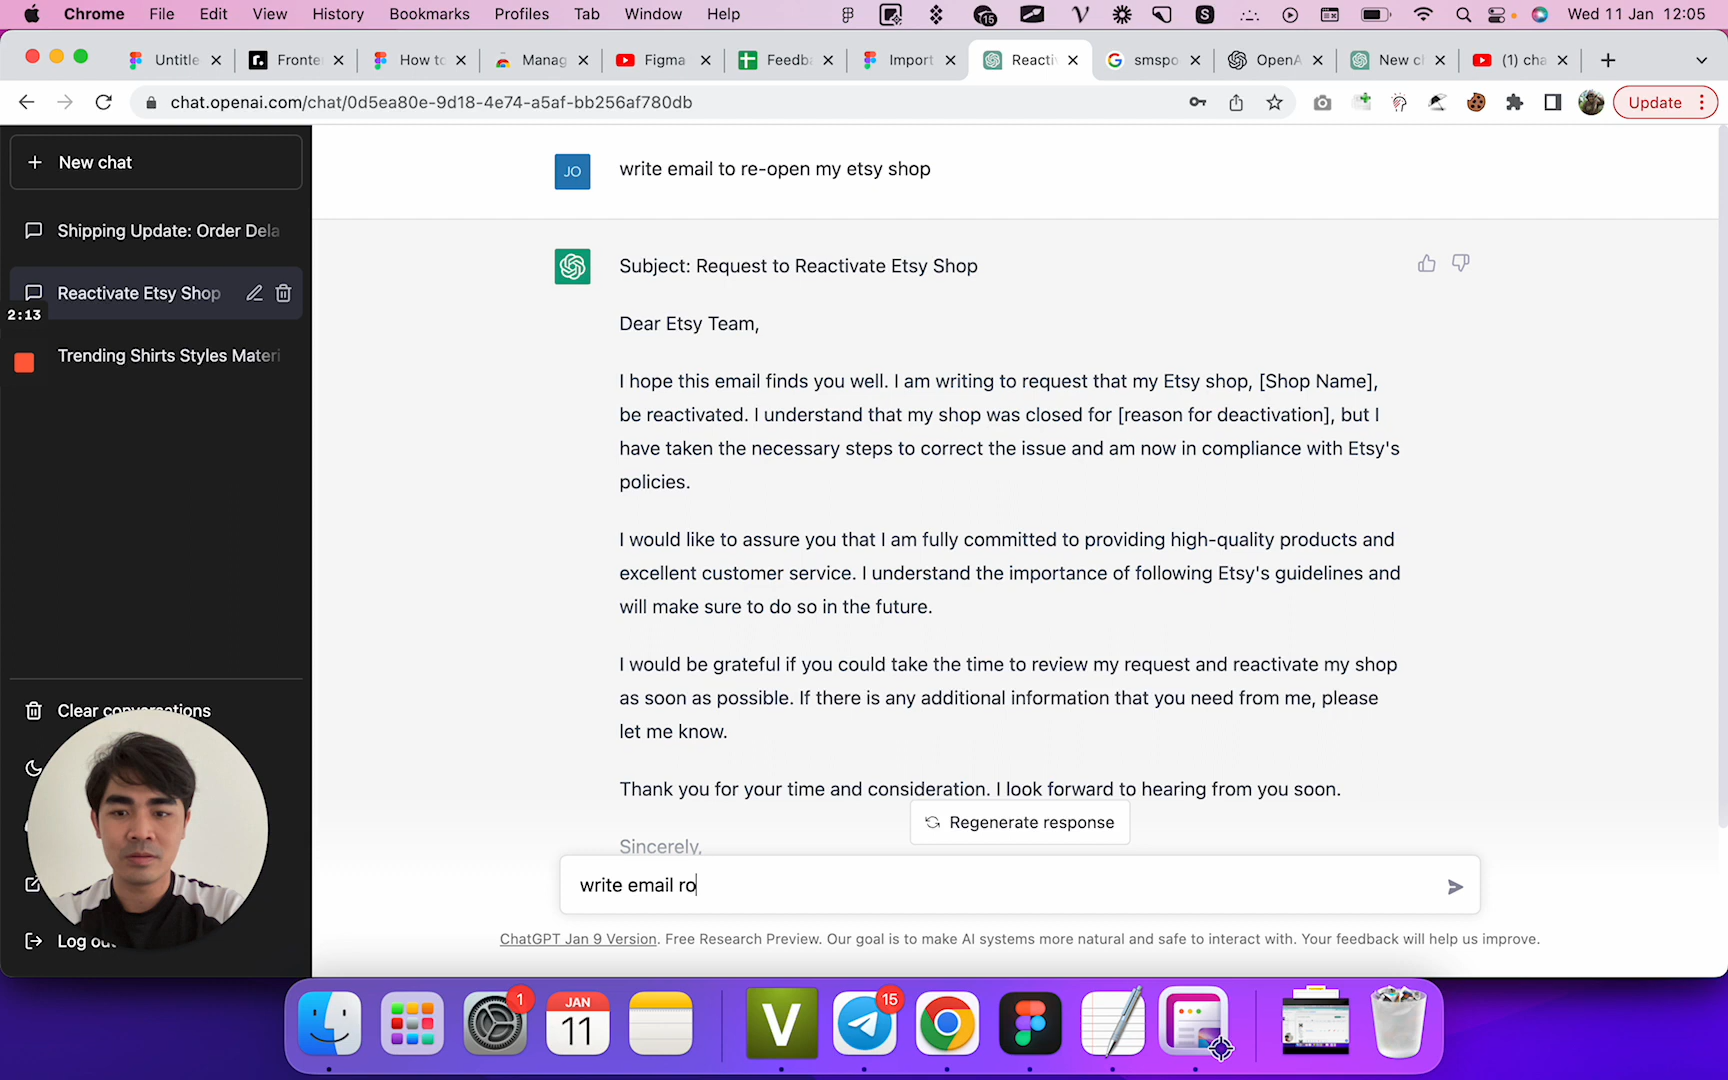 Chrome File Edit View History Bookmarks Profiles Tab Window Help 15 S Wed 11 Jan 12:05
Untitle Fronte How to Manag Figma Feedb Import Reacti smspo OpenA New c (1) cha
chat.openai.com/chat/0d5ea80e-9d18-4e74-a5af-bb256af780db Update
New chat
Shipping Update: Order Dela
Reactivate Etsy Shop
2:13
Trending Shirts Styles Materi
Clear conversations
Log out
JO write email to re-open my etsy shop
Subject: Request to Reactivate Etsy Shop
Dear Etsy Team,
I hope this email finds you well. I am writing to request that my Etsy shop, [Shop Name],
be reactivated. I understand that my shop was closed for [reason for deactivation], but I
have taken the necessary steps to correct the issue and am now in compliance with Etsy's
policies.
I would like to assure you that I am fully committed to providing high-quality products and
excellent customer service. I understand the importance of following Etsy's guidelines and
will make sure to do so in the future.
I would be grateful if you could take the time to review my request and reactivate my shop
as soon as possible. If there is any additional information that you need from me, please
let me know.
Thank you for your time and consideration. I look forward to hearing from you soon.
Regenerate response
Sincerely,
write email ro
ChatGPT Jan 9 Version. Free Research Preview. Our goal is to make AI systems more natural and safe to interact with. Your feedback will help us improve.
1 JAN 11 V 15